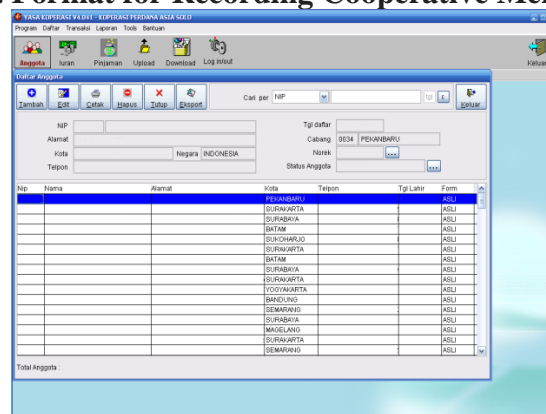 . Format for Recording Cooperative Mem
YASA KOPERASI V4.041 - KOPERASI PERDANA ASIA SOLO
Program Daftar Transaksi Laporan Tools Bantuan
Anggota Iuran Pinjaman Upload Download Log in/out Keluar
Daftar Anggota
Tambah Edit Cetak Hapus Tutup Eksport Cari per NIP Keluar
NIP Tgl daftar
Alamat Cabang 0034 PEKANBARU
Kota Negara INDONESIA Norek ...
Telpon Status Anggota ...
Nip Nama Alamat Kota Telpon Tgl Lahir Form
PEKANBARU ASLI
SURAKARTA ASLI
SURABAYA ASLI
BATAM ASLI
SUKOHARJO ASLI
SURAKARTA ASLI
BATAM ASLI
SURABAYA ASLI
SURAKARTA ASLI
YOGYAKARTA ASLI
BANDUNG ASLI
SEMARANG ASLI
SURABAYA ASLI
MAGELANG ASLI
SURAKARTA ASLI
SEMARANG ASLI
Total Anggota :